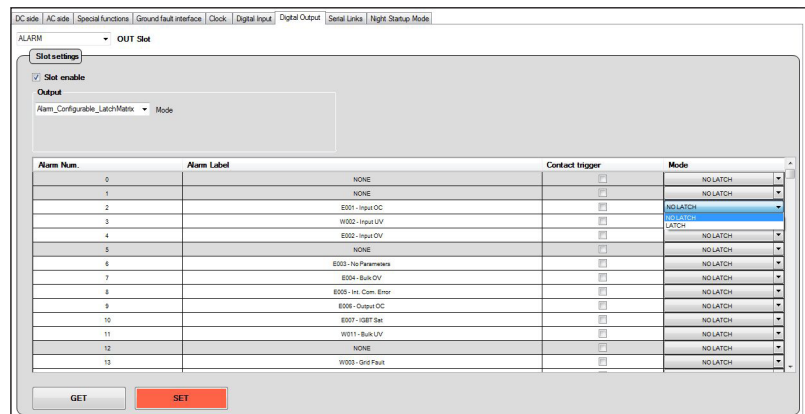 DC side AC side Special functions Ground fault interface Clock Digital Input Digital Output Serial Links Night Startup Mode
ALARM OUT Slot
Slot settings
Slot enable
Output
Alarm_Configurable_LatchMatrix Mode
Alarm Num. Alarm Label Contact trigger Mode
0 NONE NO LATCH
1 NONE NO LATCH
2 E001 - Input OC NO LATCH
NO LATCH
3 W002 - Input UV
LATCH
4 E002 - Input OV NO LATCH
5 NONE NO LATCH
6 E003 - No Parameters NO LATCH
7 E004 - Bulk OV NO LATCH
8 E005 - Int. Com. Error NO LATCH
9 E006 - Output OC NO LATCH
10 E007 - IGBT Sat NO LATCH
11 W011 - Bulk UV NO LATCH
12 NONE NO LATCH
13 W003 - Grid Fault NO LATCH
GET SET